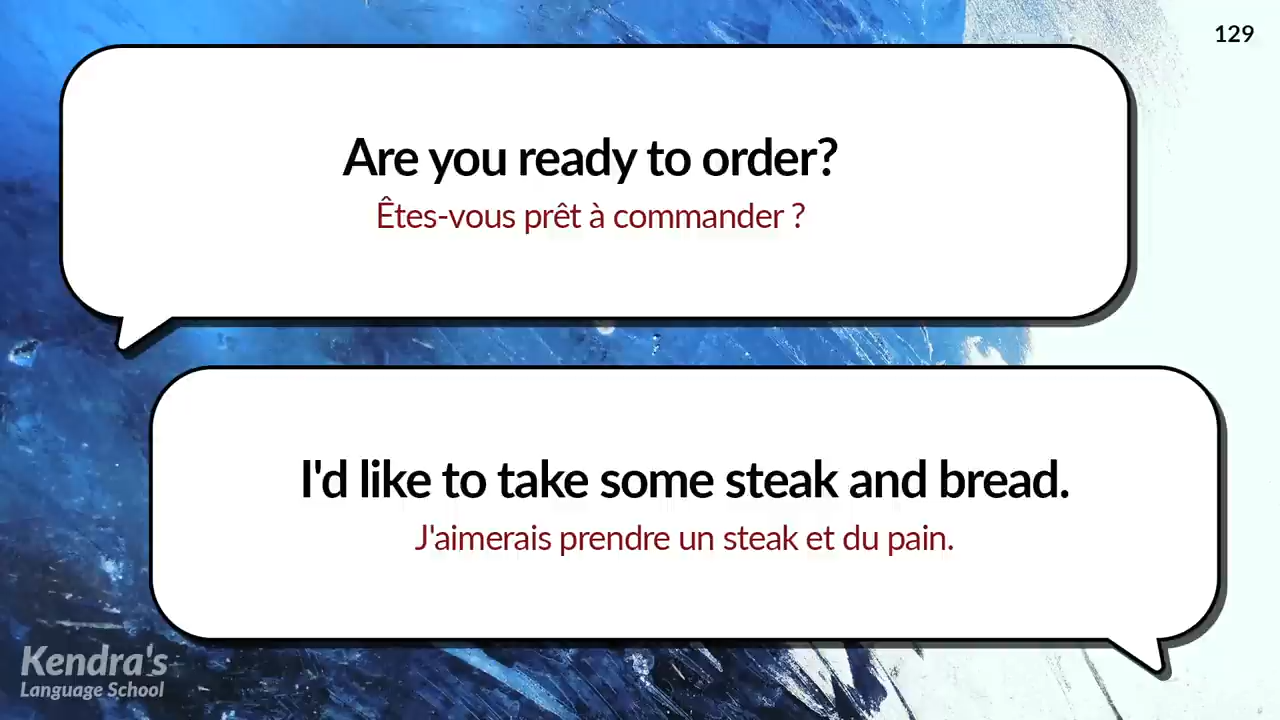 129
Are you ready to order?
Êtes-vous prêt à commander ?
I'd like to take some steak and bread.
J'aimerais prendre un steak et du pain.
Kendra's
Language School